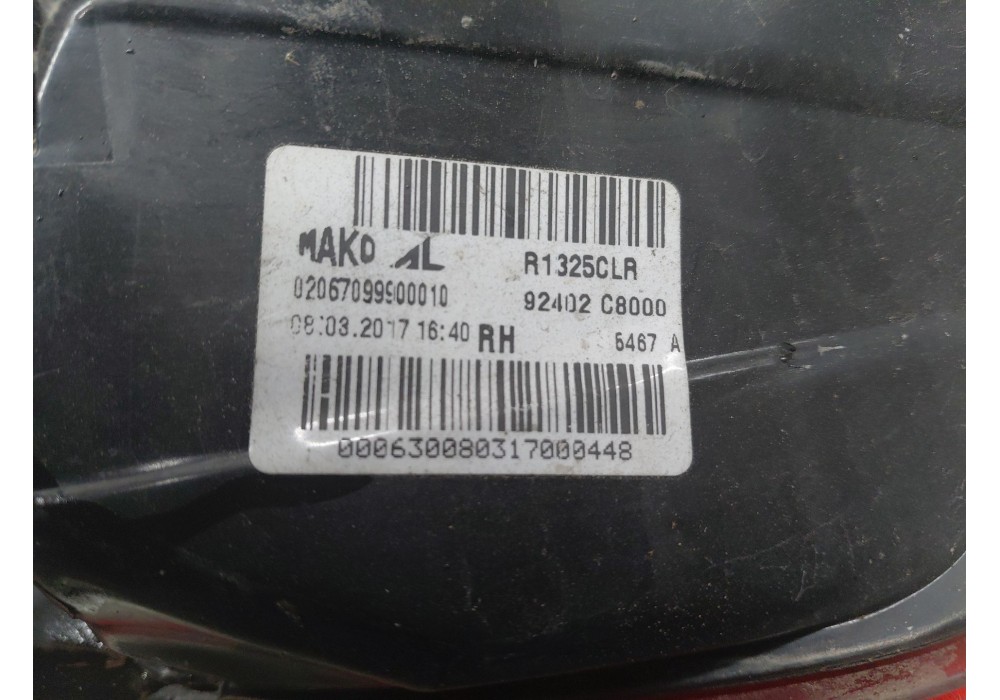 MAKO AL
R1325CLR
02067099900010
92402 C8000
08.03.2017 16:40 RH
6467 A
000630080317000448